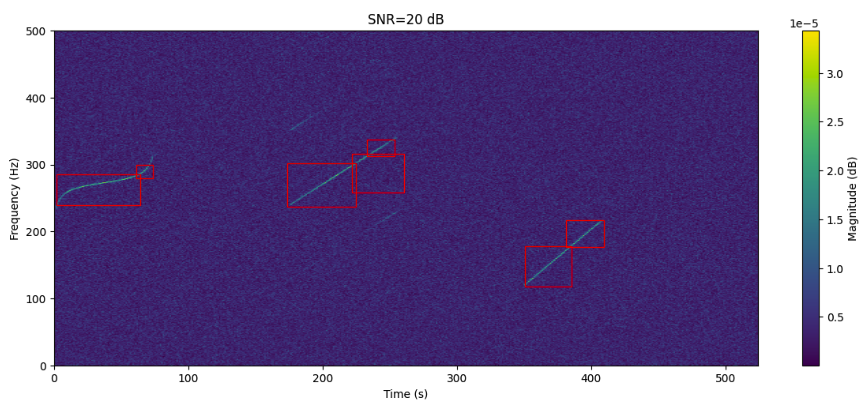 SNR=20 dB
1e−5
500
400
300
200
100
0
Frequency (Hz)
0 100 200 300 400 500
Time (s)
3.0
2.5
2.0
1.5
1.0
0.5
Magnitude (dB)